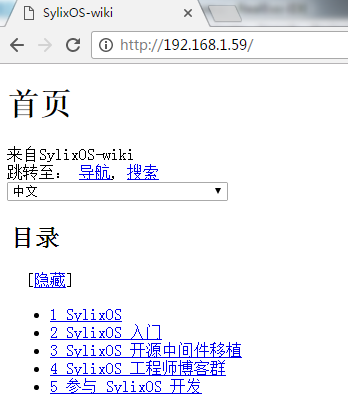 SylixOS-wiki
http://192.168.1.59/
首页
来自SylixOS-wiki
跳转至： 导航, 搜索
中文
目录
[隐藏]
1 SylixOS
2 SylixOS 入门
3 SylixOS 开源中间件移植
4 SylixOS 工程师博客群
5 参与 SylixOS 开发